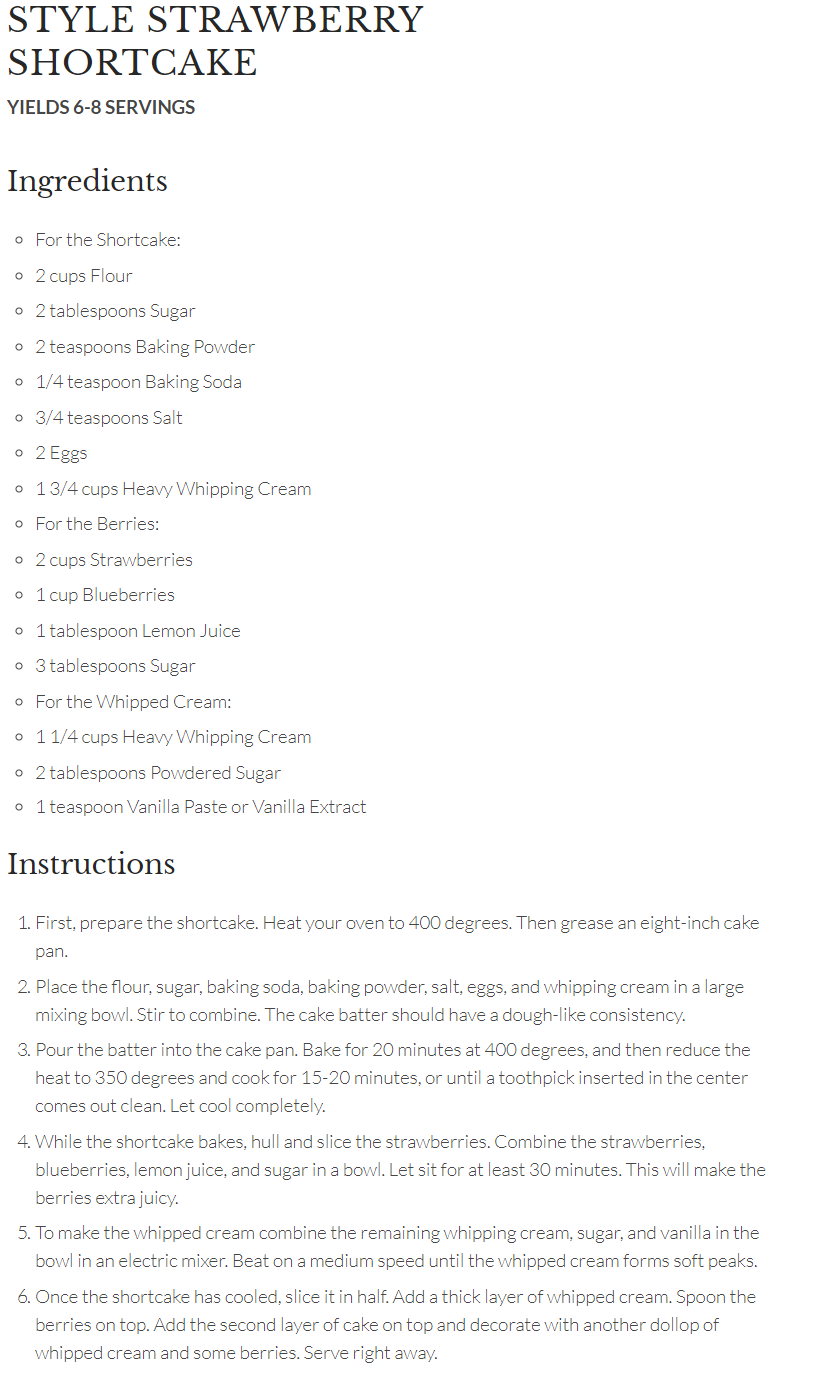 STYLE STRAWBERRY
SHORTCAKE
YIELDS 6-8 SERVINGS
Ingredients
For the Shortcake:
2 cups Flour
2 tablespoons Sugar
2 teaspoons Baking Powder
1/4 teaspoon Baking Soda
3/4 teaspoons Salt
2 Eggs
1 3/4 cups Heavy Whipping Cream
For the Berries:
2 cups Strawberries
1 cup Blueberries
1 tablespoon Lemon Juice
3 tablespoons Sugar
For the Whipped Cream:
1 1/4 cups Heavy Whipping Cream
2 tablespoons Powdered Sugar
1 teaspoon Vanilla Paste or Vanilla Extract
Instructions
1. First, prepare the shortcake. Heat your oven to 400 degrees. Then grease an eight-inch cake
pan.
2. Place the flour, sugar, baking soda, baking powder, salt, eggs, and whipping cream in a large
mixing bowl. Stir to combine. The cake batter should have a dough-like consistency.
3. Pour the batter into the cake pan. Bake for 20 minutes at 400 degrees, and then reduce the
heat to 350 degrees and cook for 15-20 minutes, or until a toothpick inserted in the center
comes out clean. Let cool completely.
4. While the shortcake bakes, hull and slice the strawberries. Combine the strawberries,
blueberries, lemon juice, and sugar in a bowl. Let sit for at least 30 minutes. This will make the
berries extra juicy.
5. To make the whipped cream combine the remaining whipping cream, sugar, and vanilla in the
bowl in an electric mixer. Beat on a medium speed until the whipped cream forms soft peaks.
6. Once the shortcake has cooled, slice it in half. Add a thick layer of whipped cream. Spoon the
berries on top. Add the second layer of cake on top and decorate with another dollop of
whipped cream and some berries. Serve right away.